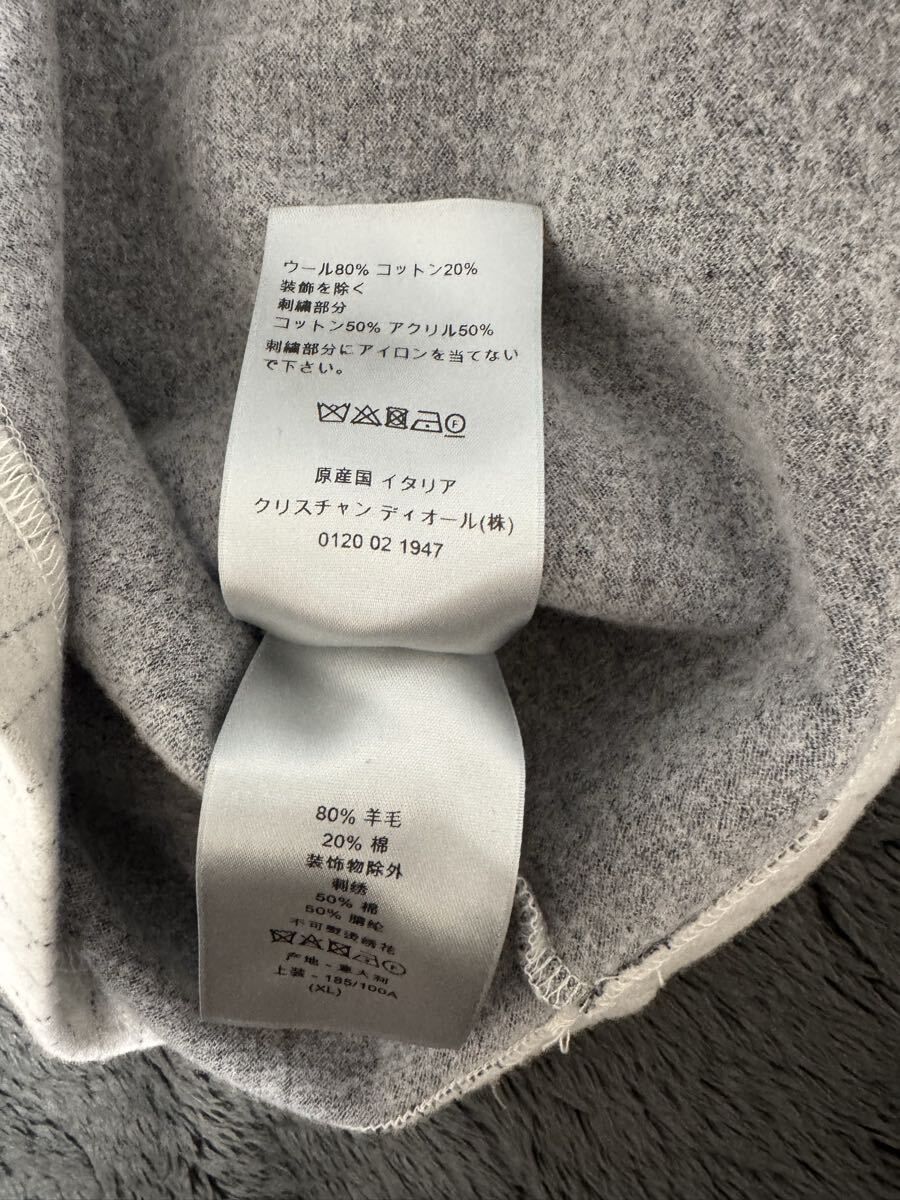 ウール80% コットン20%
装飾を除く
刺繍部分
コットン50% アクリル50%
刺繍部分にアイロンを当てない
で下さい。
F
原産国 イタリア
クリスチャン ディオール(株)
0120 02 1947
80% 羊毛
20% 棉
装饰物除外
刺绣
50% 棉
50% 腈纶
不可熨烫绣花
F
产地 - 意大利
上装 - 185/100A
(XL)